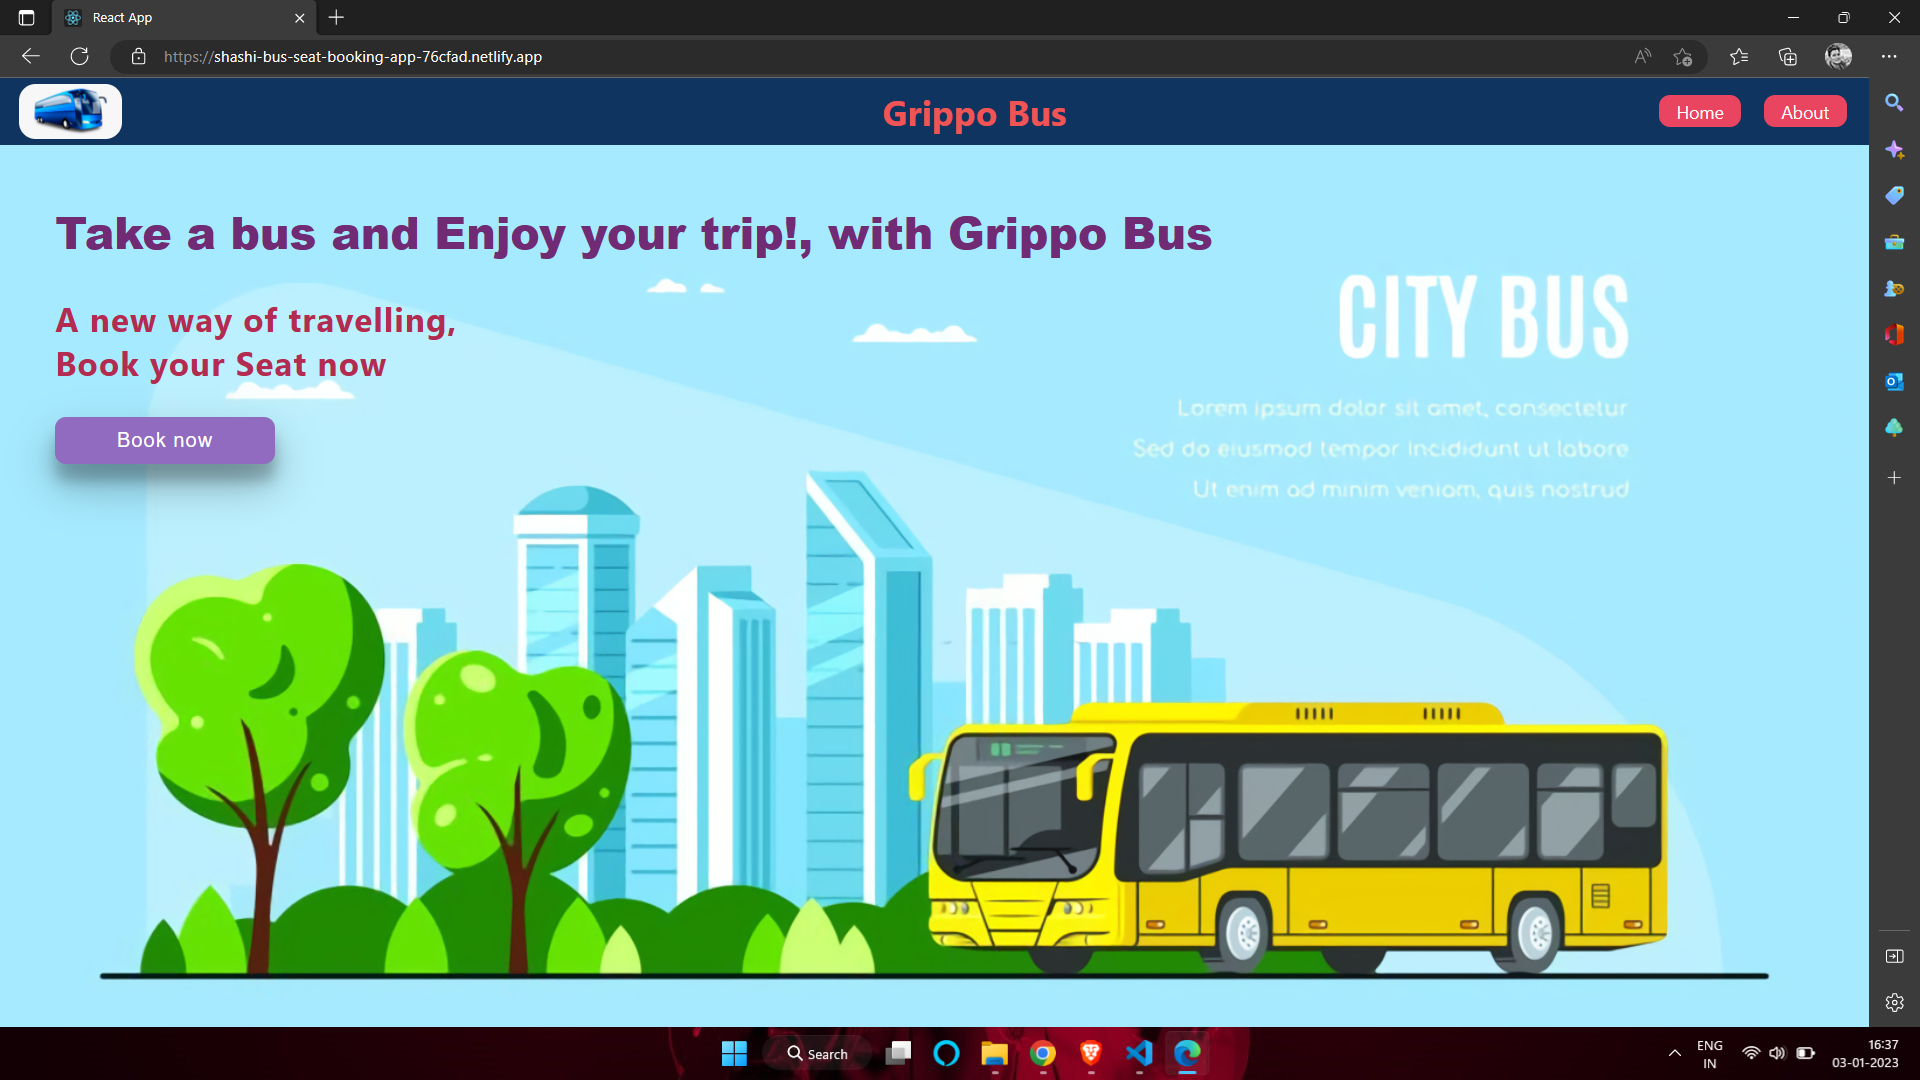 React App
https://shashi-bus-seat-booking-app-76cfad.netlify.app
Grippo Bus
Home
About
Take a bus and Enjoy your trip!, with Grippo Bus
A new way of travelling,
Book your Seat now
Book now
CITY BUS
Lorem ipsum dolor sit amet, consectetur
Sed do eiusmod tempor incididunt ut labore
Ut enim ad minim veniam, quis nostrud
Search
ENG
IN
16:37
03-01-2023